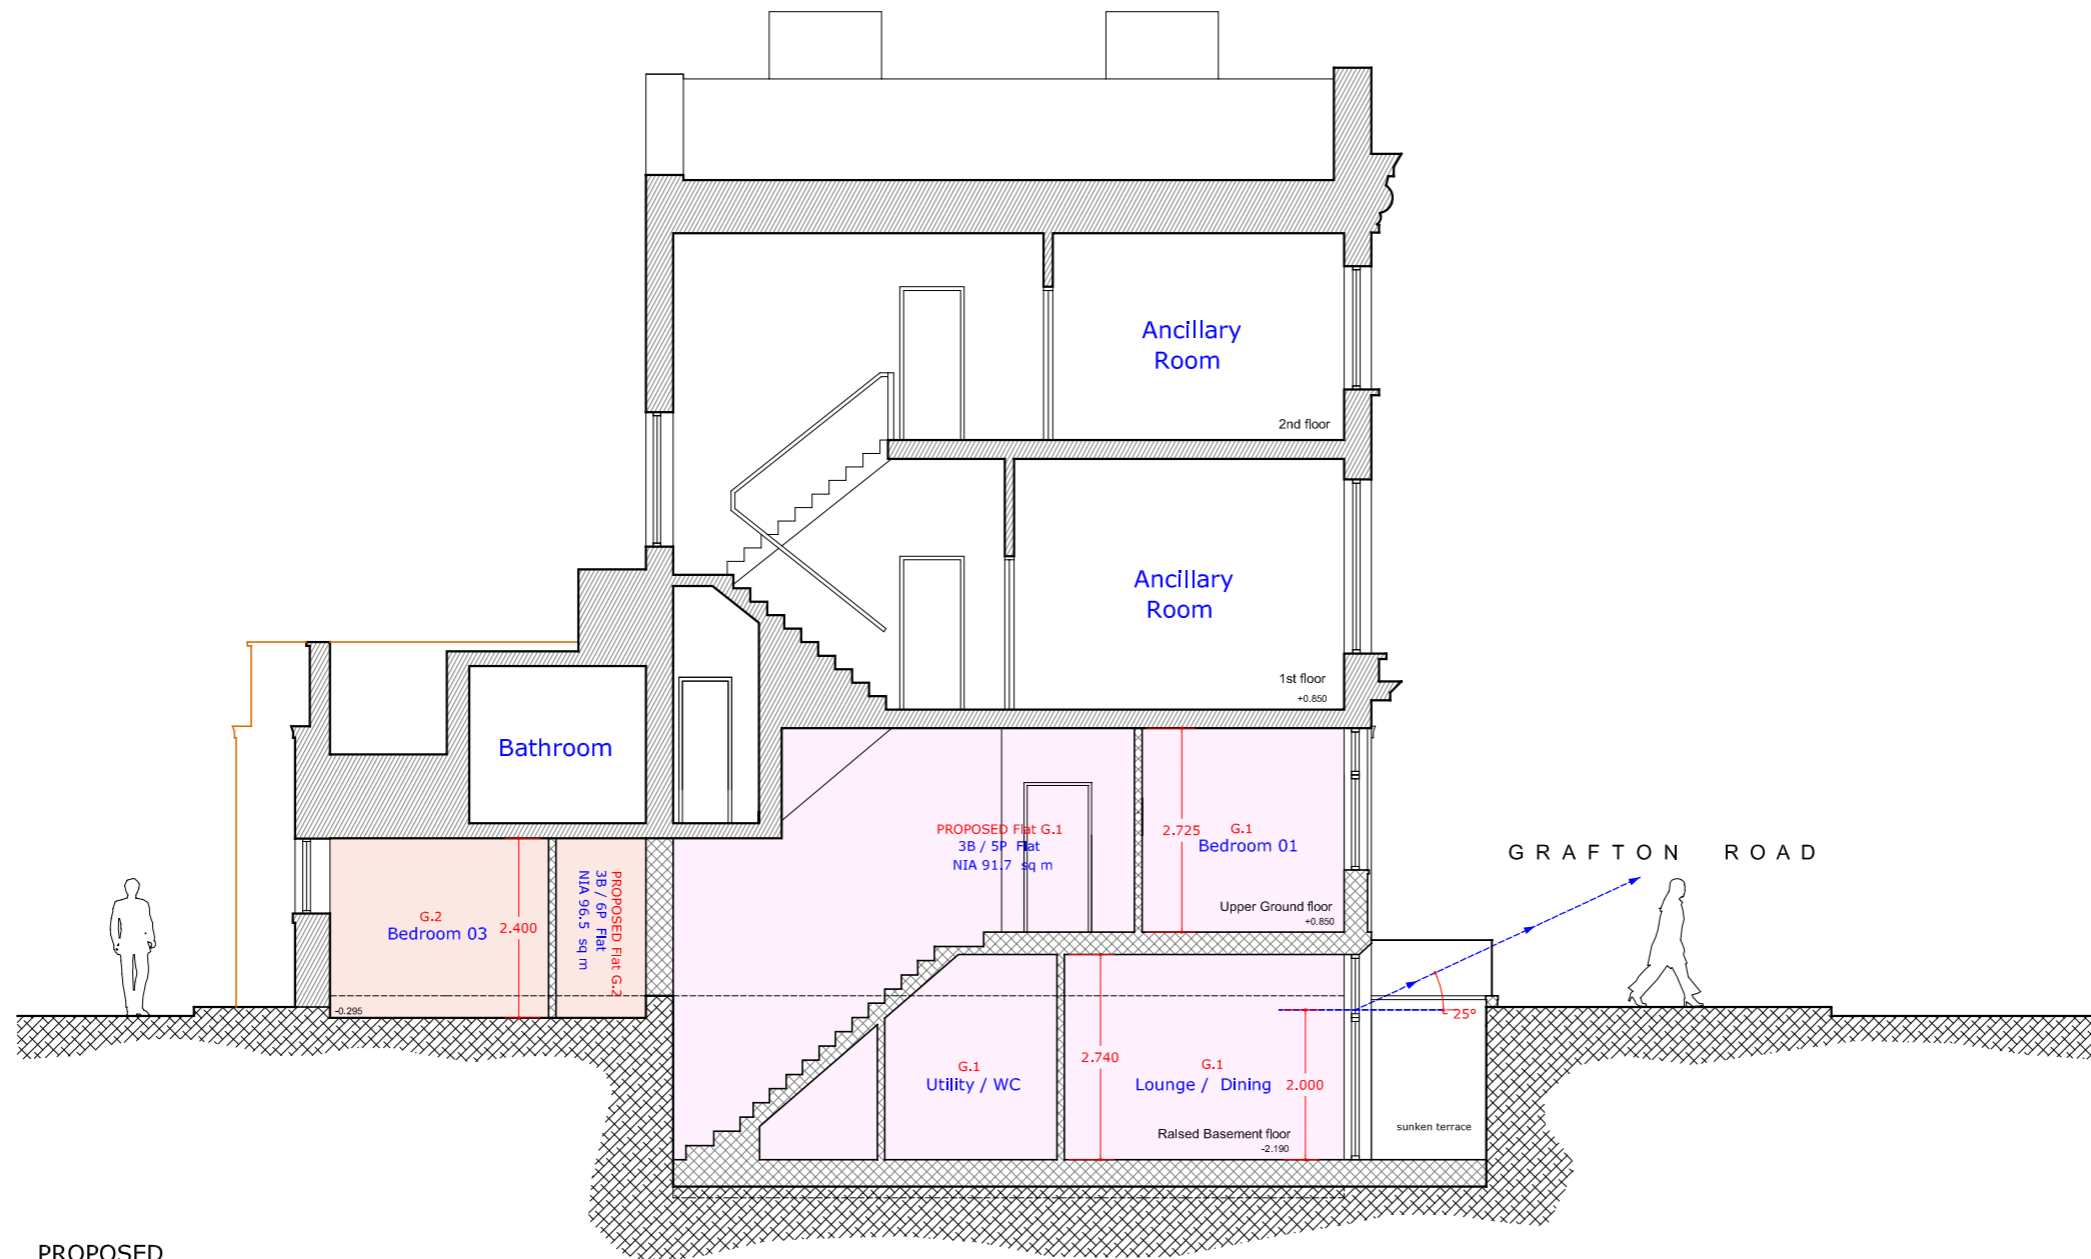 Ancillary
Room
2nd floor
Ancillary
Room
1st floor
+0.850
Bathroom
PROPOSED Flat G.1
3B / 5P Flat
NIA 91.7 sq m
2.725
G.1
Bedroom 01
GRAFTON ROAD
Upper Ground floor
+0.850
G.2
Bedroom 03
2.400
PROPOSED Flat G.2
3B / 6P Flat
NIA 96.5 sq m
-0.295
25°
G.1
Utility / WC
2.740
G.1
Lounge / Dining
2.000
Raised Basement floor
-2.190
sunken terrace
PROPOSED